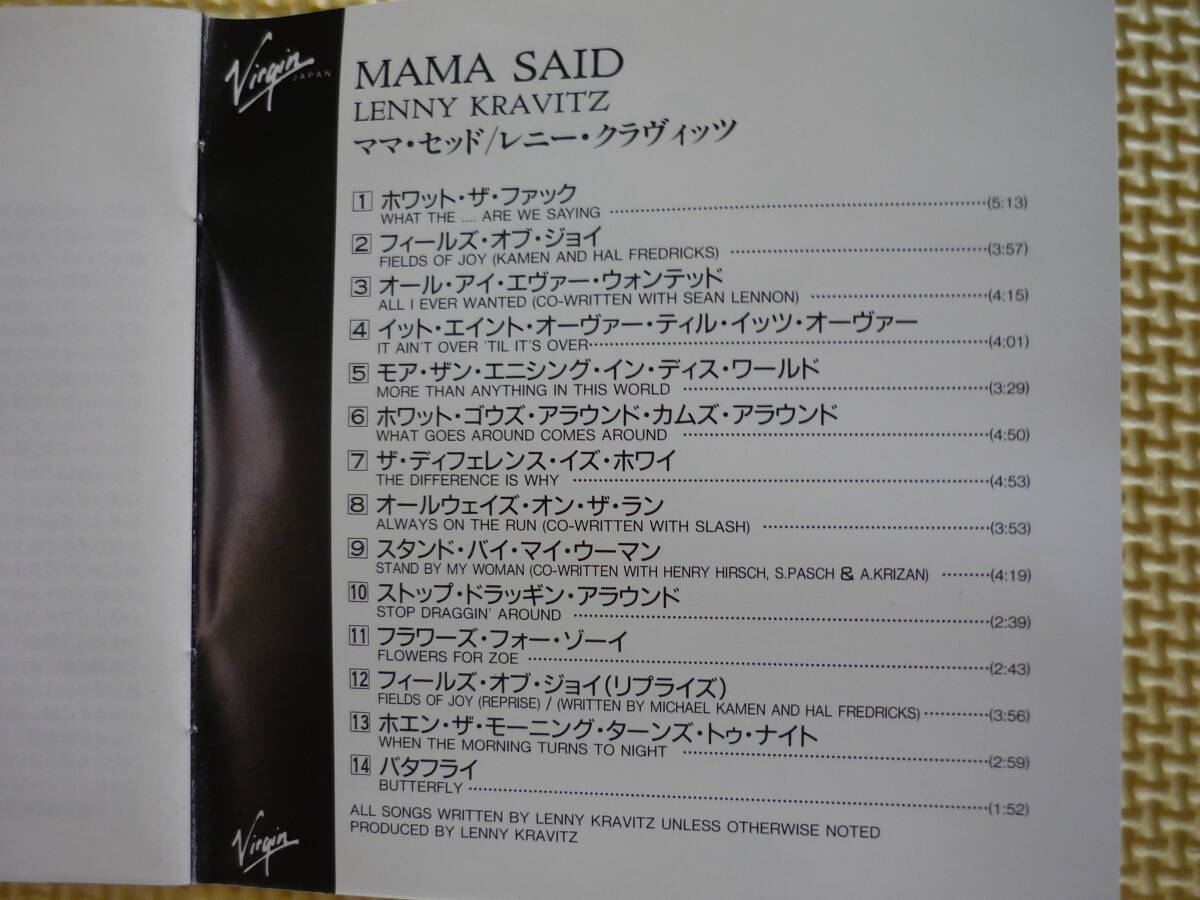 Virgin
JAPAN
MAMA SAID
LENNY KRAVITZ
ママ・セッド/レニー・クラヴィッツ
1 ホワット・ザ・ファック
WHAT THE .... ARE WE SAYING (5:13)
2 フィールズ・オブ・ジョイ
FIELDS OF JOY (KAMEN AND HAL FREDRICKS) (3:57)
3 オール・アイ・エヴァー・ウォンテッド
ALL I EVER WANTED (CO-WRITTEN WITH SEAN LENNON) (4:15)
4 イット・エイント・オーヴァー・ティル・イッツ・オーヴァー
IT AIN'T OVER 'TIL IT'S OVER (4:01)
5 モア・ザン・エニシング・イン・ディス・ワールド
MORE THAN ANYTHING IN THIS WORLD (3:29)
6 ホワット・ゴウズ・アラウンド・カムズ・アラウンド
WHAT GOES AROUND COMES AROUND (4:50)
7 ザ・ディフェレンス・イズ・ホワイ
THE DIFFERENCE IS WHY (4:53)
8 オールウェイズ・オン・ザ・ラン
ALWAYS ON THE RUN (CO-WRITTEN WITH SLASH) (3:53)
9 スタンド・バイ・マイ・ウーマン
STAND BY MY WOMAN (CO-WRITTEN WITH HENRY HIRSCH, S.PASCH & A.KRIZAN) (4:19)
10 ストップ・ドラッギン・アラウンド
STOP DRAGGIN' AROUND (2:39)
11 フラワーズ・フォー・ゾーイ
FLOWERS FOR ZOE (2:43)
12 フィールズ・オブ・ジョイ(リプライズ)
FIELDS OF JOY (REPRISE) / (WRITTEN BY MICHAEL KAMEN AND HAL FREDRICKS) (3:56)
13 ホエン・ザ・モーニング・ターンズ・トゥ・ナイト
WHEN THE MORNING TURNS TO NIGHT (2:59)
14 バタフライ
BUTTERFLY (1:52)
ALL SONGS WRITTEN BY LENNY KRAVITZ UNLESS OTHERWISE NOTED
PRODUCED BY LENNY KRAVITZ
Virgin